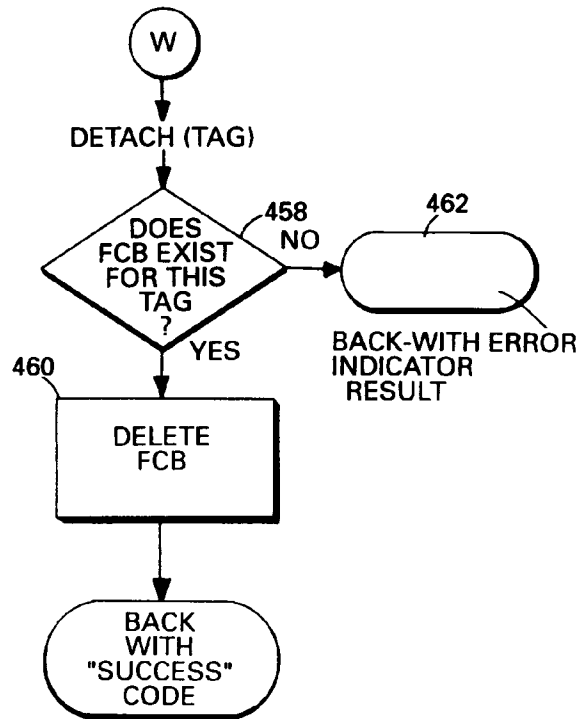 W
DETACH (TAG)
DOES
FCB EXIST
FOR THIS
TAG
?
458
NO
462
BACK-WITH ERROR
INDICATOR
RESULT
YES
460
DELETE
FCB
BACK
WITH
"SUCCESS"
CODE